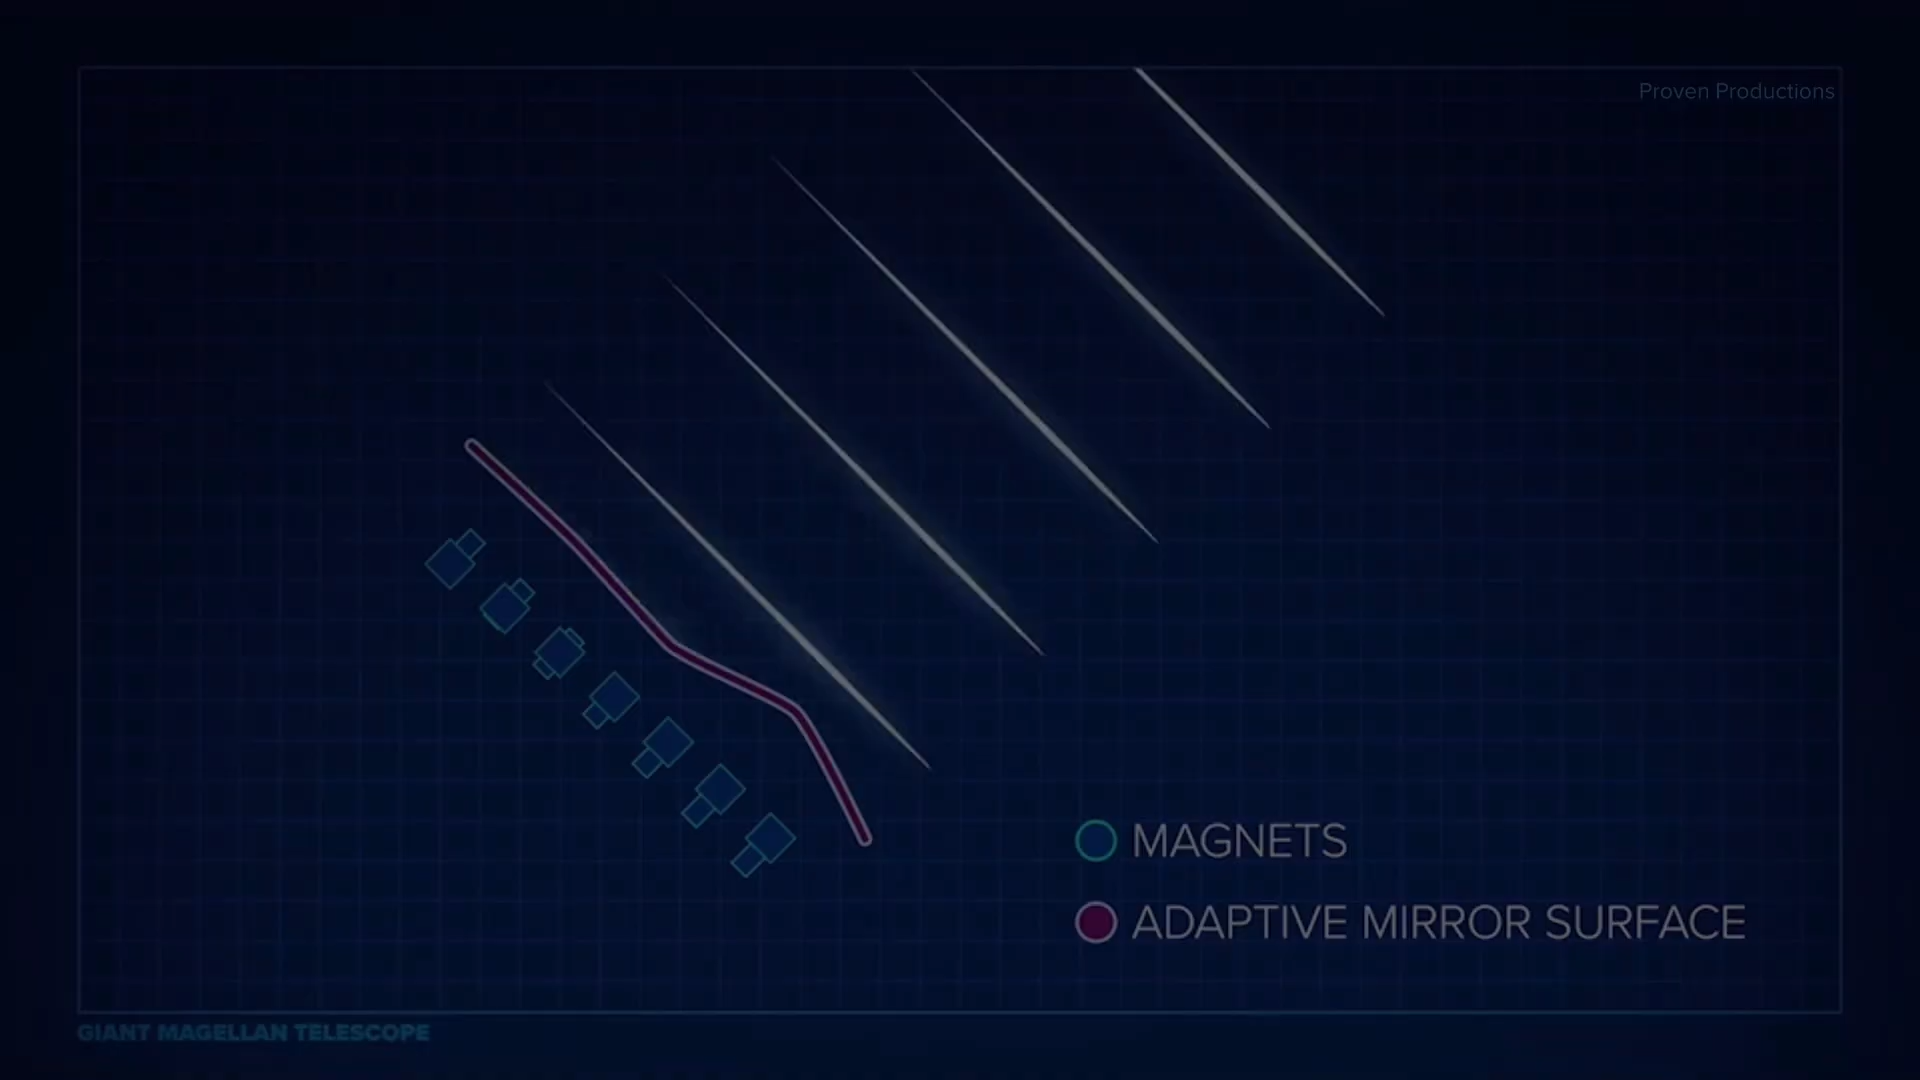 Proven Productions
MAGNETS
ADAPTIVE MIRROR SURFACE
GIANT MAGELLAN TELESCOPE